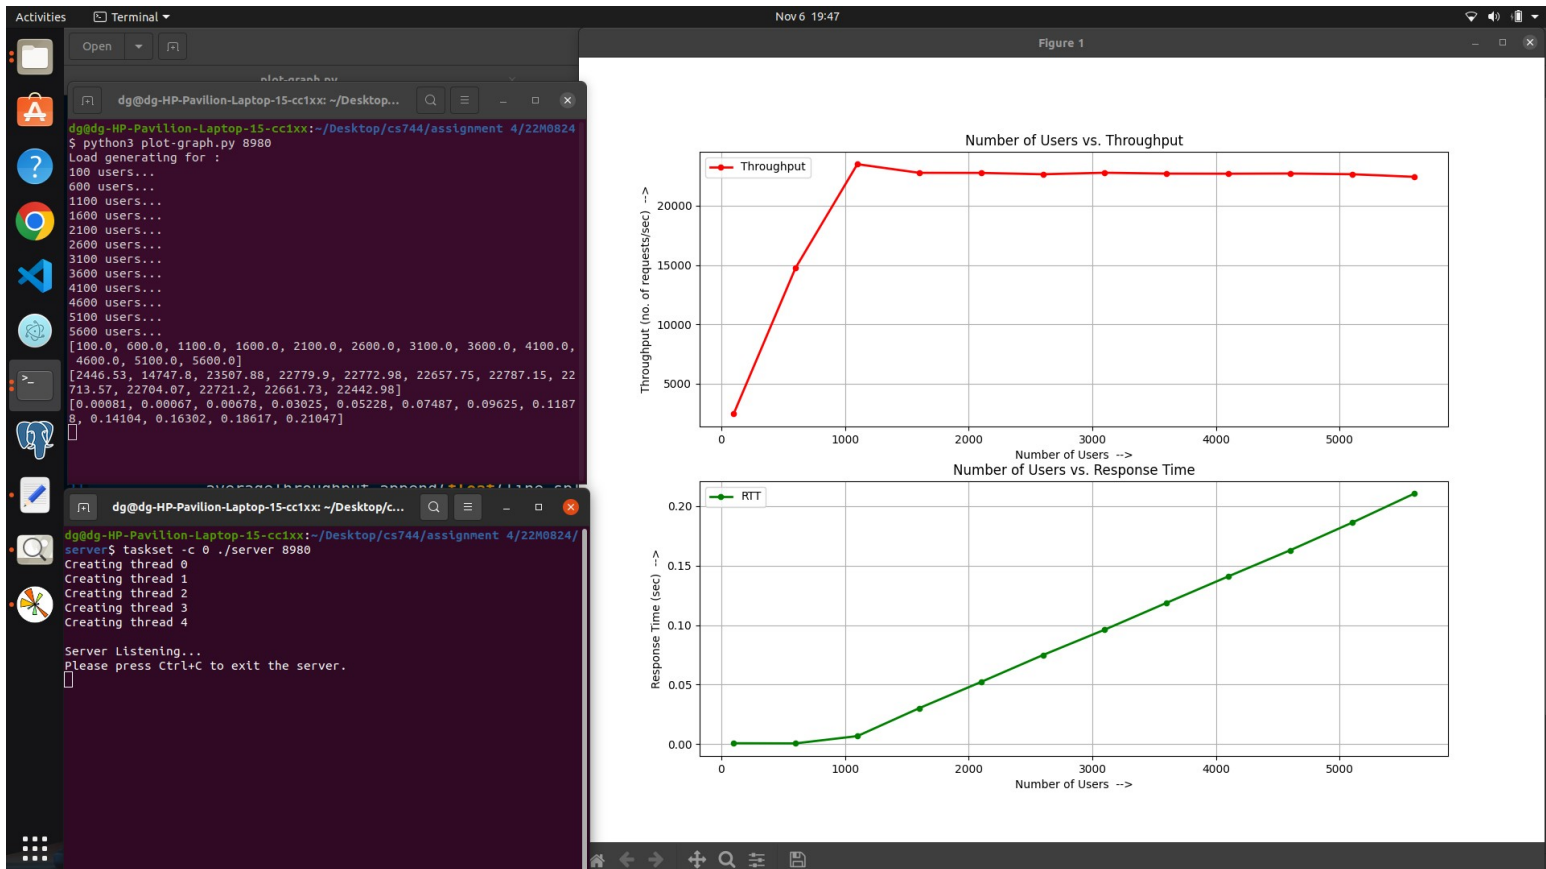 Activities
Terminal
Nov 6 19:47
Open
plot-graph.py
dg@dg-HP-Pavilion-Laptop-15-cc1xx: ~/Desktop...
dg@dg-HP-Pavilion-Laptop-15-cc1xx:~/Desktop/cs744/assignment 4/22M0824
$ python3 plot-graph.py 8980
Load generating for :
100 users...
600 users...
1100 users...
1600 users...
2100 users...
2600 users...
3100 users...
3600 users...
4100 users...
4600 users...
5100 users...
5600 users...
[100.0, 600.0, 1100.0, 1600.0, 2100.0, 2600.0, 3100.0, 3600.0, 4100.0,
4600.0, 5100.0, 5600.0]
[2446.53, 14747.8, 23507.88, 22779.9, 22772.98, 22657.75, 22787.15, 22
713.57, 22704.07, 22721.2, 22661.73, 22442.98]
[0.00081, 0.00067, 0.00678, 0.03025, 0.05228, 0.07487, 0.09625, 0.1187
8, 0.14104, 0.16302, 0.18617, 0.21047]
dg@dg-HP-Pavilion-Laptop-15-cc1xx: ~/Desktop/c...
dg@dg-HP-Pavilion-Laptop-15-cc1xx:~/Desktop/cs744/assignment 4/22M0824/
server$ taskset -c 0 ./server 8980
Creating thread 0
Creating thread 1
Creating thread 2
Creating thread 3
Creating thread 4
Server Listening...
Please press Ctrl+C to exit the server.
Figure 1
Number of Users vs. Throughput
Throughput
Throughput (no. of requests/sec) -->
20000
15000
10000
5000
0 1000 2000 3000 4000 5000
Number of Users -->
Number of Users vs. Response Time
RTT
Response Time (sec) -->
0.20
0.15
0.10
0.05
0.00
0 1000 2000 3000 4000 5000
Number of Users -->